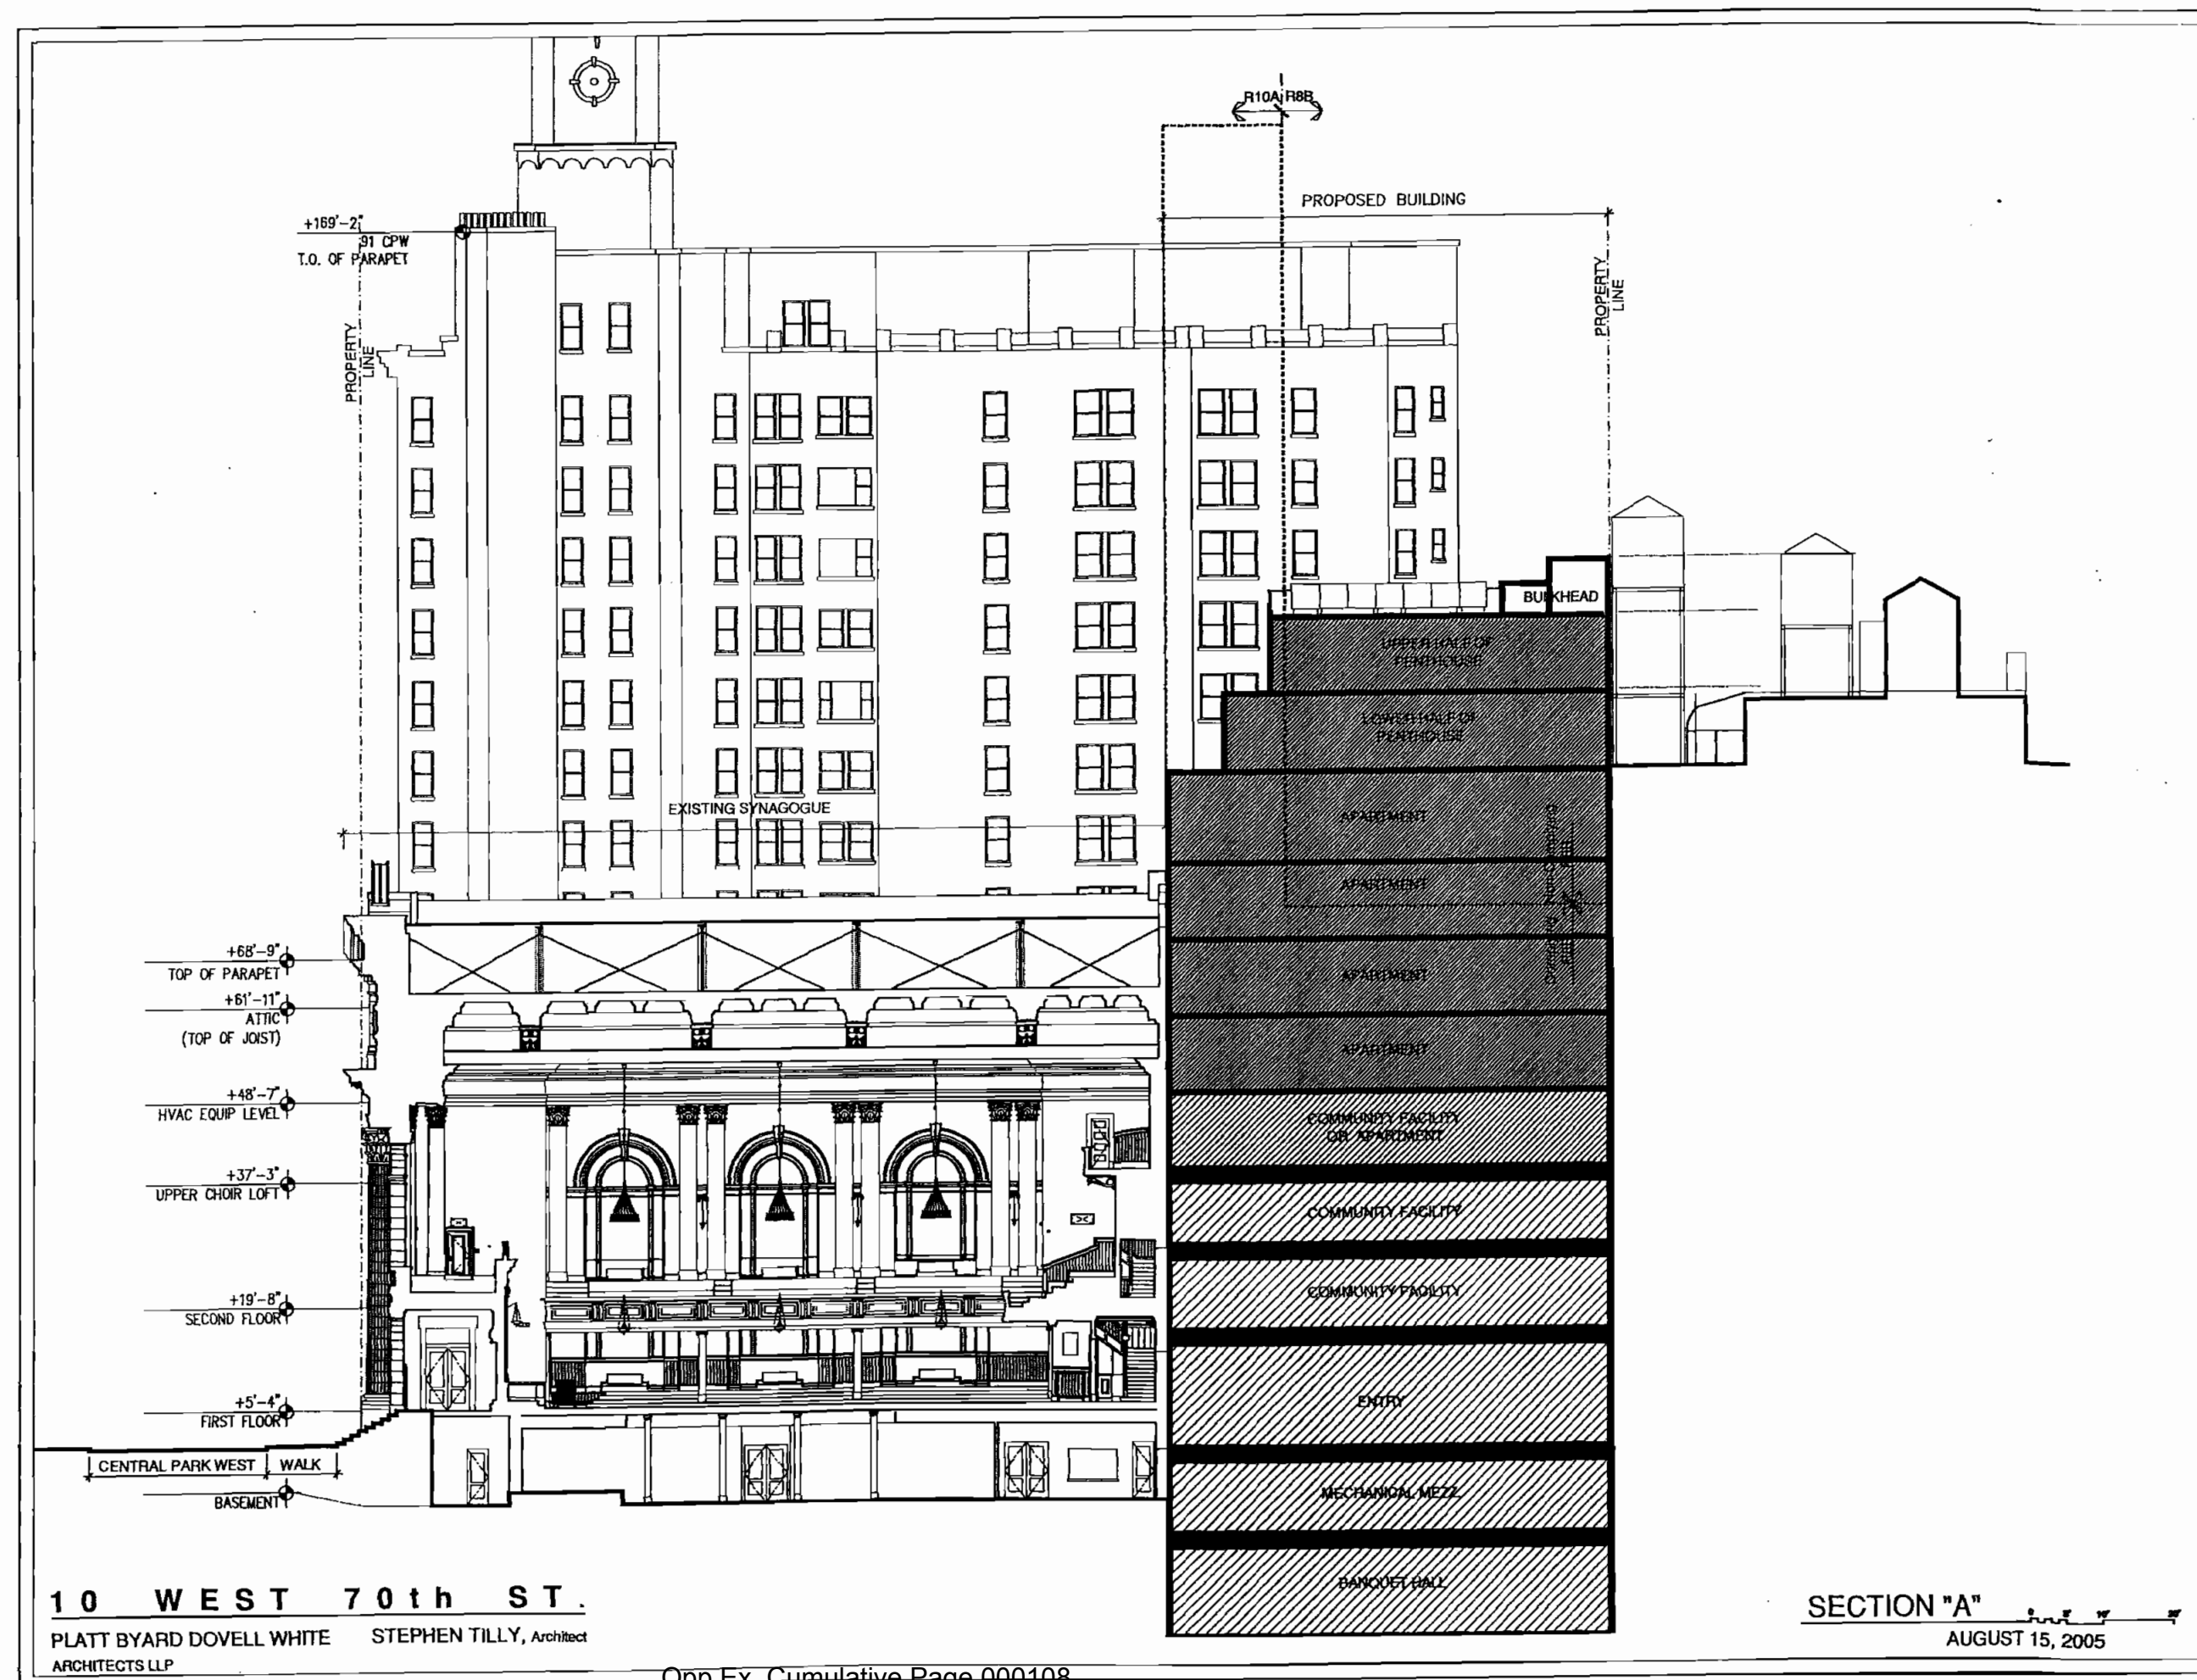 R10A R8B
PROPOSED BUILDING
+169'-2"
91 CPW
T.O. OF PARAPET
PROPERTY
LINE
PROPERTY
LINE
BULKHEAD
UPPER HALF OF
PENTHOUSE
LOWER HALF OF
PENTHOUSE
EXISTING SYNAGOGUE
APARTMENT
APARTMENT
APARTMENT
APARTMENT
+68'-9"
TOP OF PARAPET
+61'-11"
ATTIC
(TOP OF JOIST)
+48'-7"
HVAC EQUIP LEVEL
COMMUNITY FACILITY
OR APARTMENT
+37'-3"
UPPER CHOIR LOFT
COMMUNITY FACILITY
+19'-8"
SECOND FLOOR
COMMUNITY FACILITY
+5'-4"
FIRST FLOOR
ENTRY
CENTRAL PARK WEST WALK
BASEMENT
MECHANICAL MEZZ.
BANQUET HALL
10 WEST 70th ST.
PLATT BYARD DOVELL WHITE STEPHEN TILLY, Architect
ARCHITECTS LLP
SECTION "A"
AUGUST 15, 2005
Opp Ex. Cumulative Page 000108